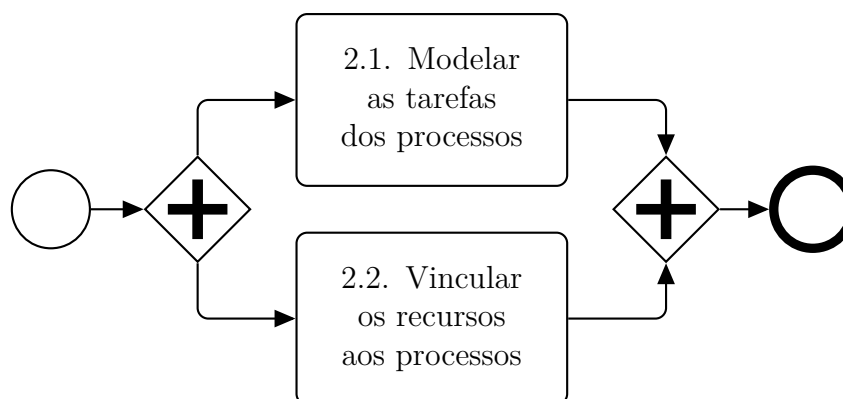 2.1. Modelar
as tarefas
dos processos
2.2. Vincular
os recursos
aos processos